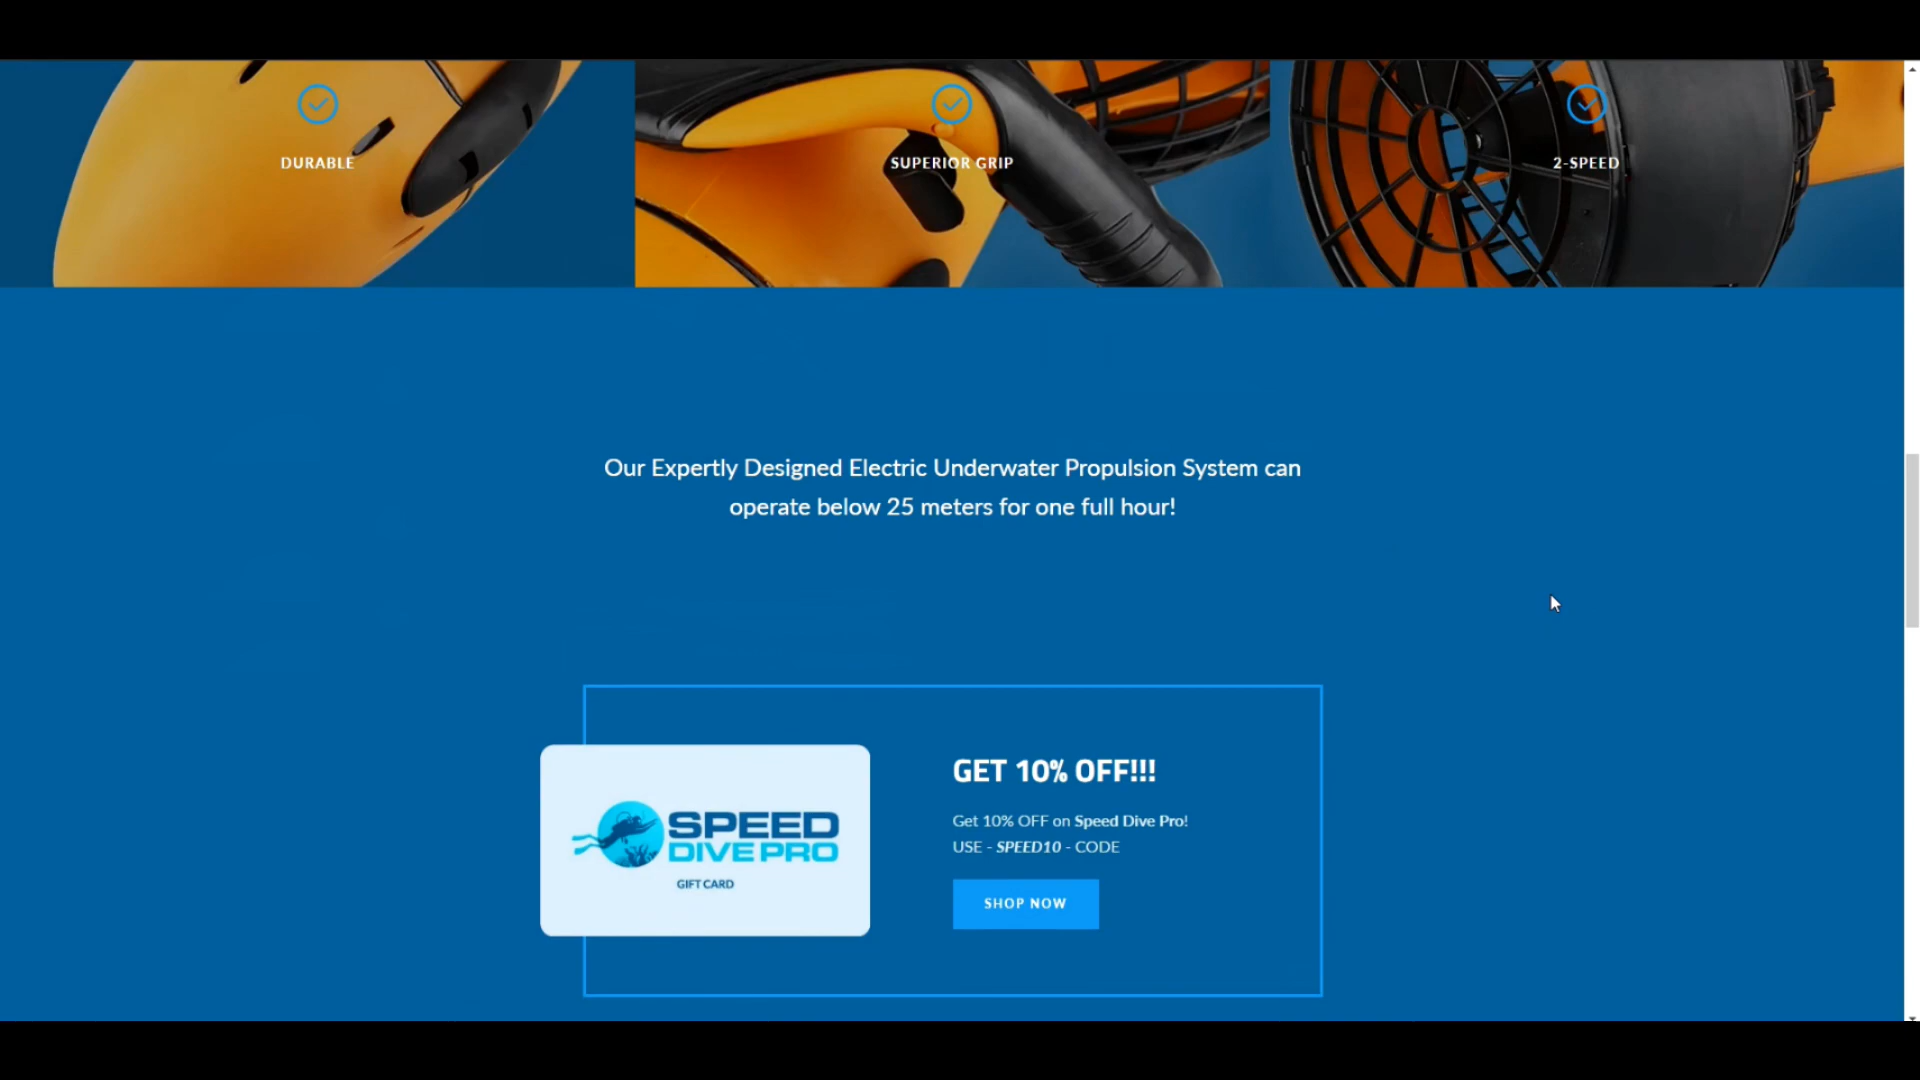 DURABLE
SUPERIOR GRIP
2-SPEED
Our Expertly Designed Electric Underwater Propulsion System can
operate below 25 meters for one full hour!
SPEED
DIVE PRO
GIFT CARD
GET 10% OFF!!!
Get 10% OFF on Speed Dive Pro!
USE - SPEED10 - CODE
SHOP NOW